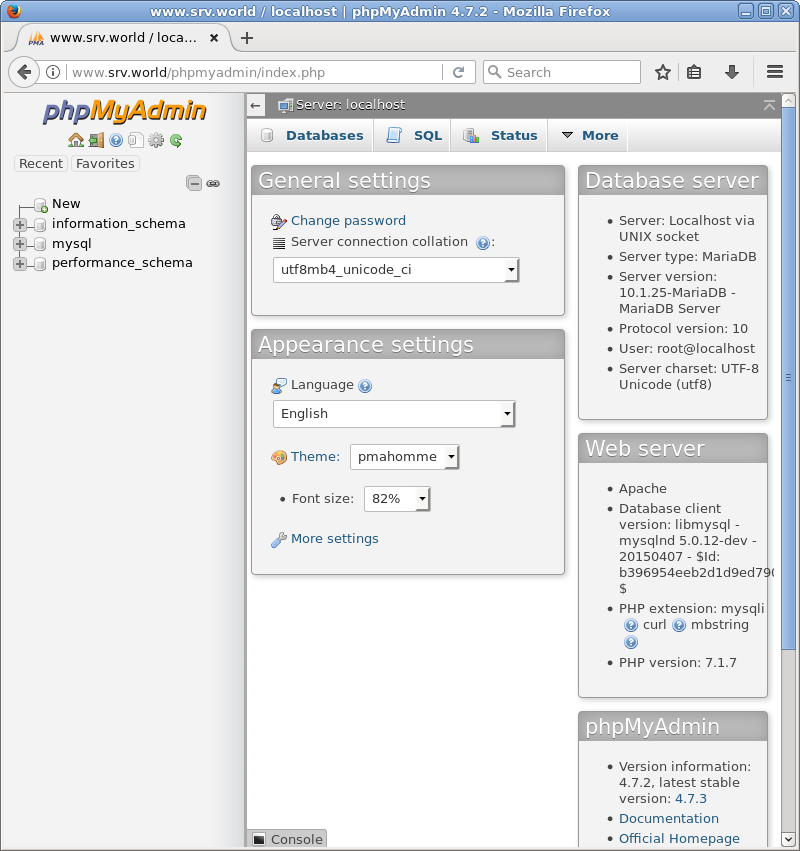 www.srv.world / localhost | phpMyAdmin 4.7.2 - Mozilla Firefox
PMA
www.srv.world / loca...
www.srv.world/phpmyadmin/index.php
Search
phpMyAdmin
Recent
Favorites
New
information_schema
mysql
performance_schema
Server: localhost
Databases
SQL
Status
More
General settings
Change password
Server connection collation :
utf8mb4_unicode_ci
Appearance settings
Language
English
Theme:
pmahomme
• Font size:
82%
More settings
Database server
• Server: Localhost via
UNIX socket
• Server type: MariaDB
• Server version:
10.1.25-MariaDB -
MariaDB Server
• Protocol version: 10
• User: root@localhost
• Server charset: UTF-8
Unicode (utf8)
Web server
• Apache
• Database client
version: libmysql -
mysqlnd 5.0.12-dev -
20150407 - $Id:
b396954eeb2d1d9ed790
$
• PHP extension: mysqli
curl mbstring
• PHP version: 7.1.7
phpMyAdmin
• Version information:
4.7.2, latest stable
version: 4.7.3
• Documentation
• Official Homepage
Console